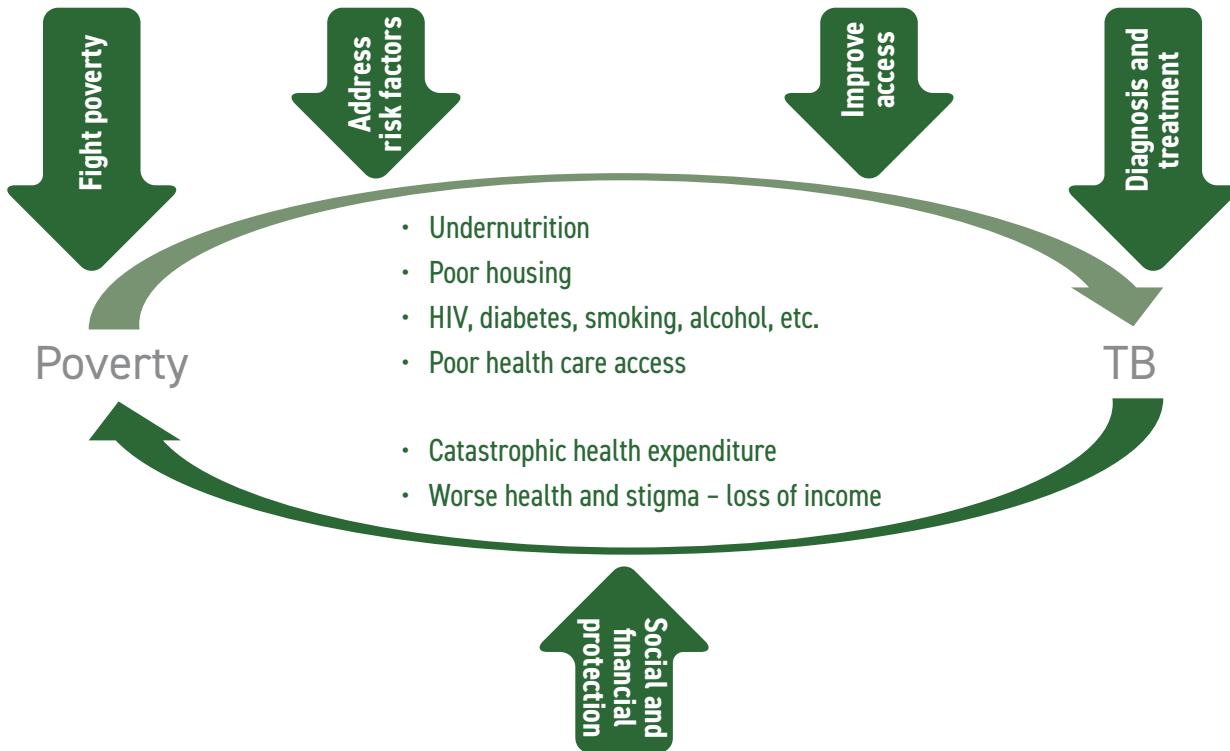 Fight poverty
Address
risk factors
Improve
access
Diagnosis and
treatment
• Undernutrition
• Poor housing
• HIV, diabetes, smoking, alcohol, etc.
• Poor health care access
Poverty
TB
• Catastrophic health expenditure
• Worse health and stigma – loss of income
Social and
financial
protection